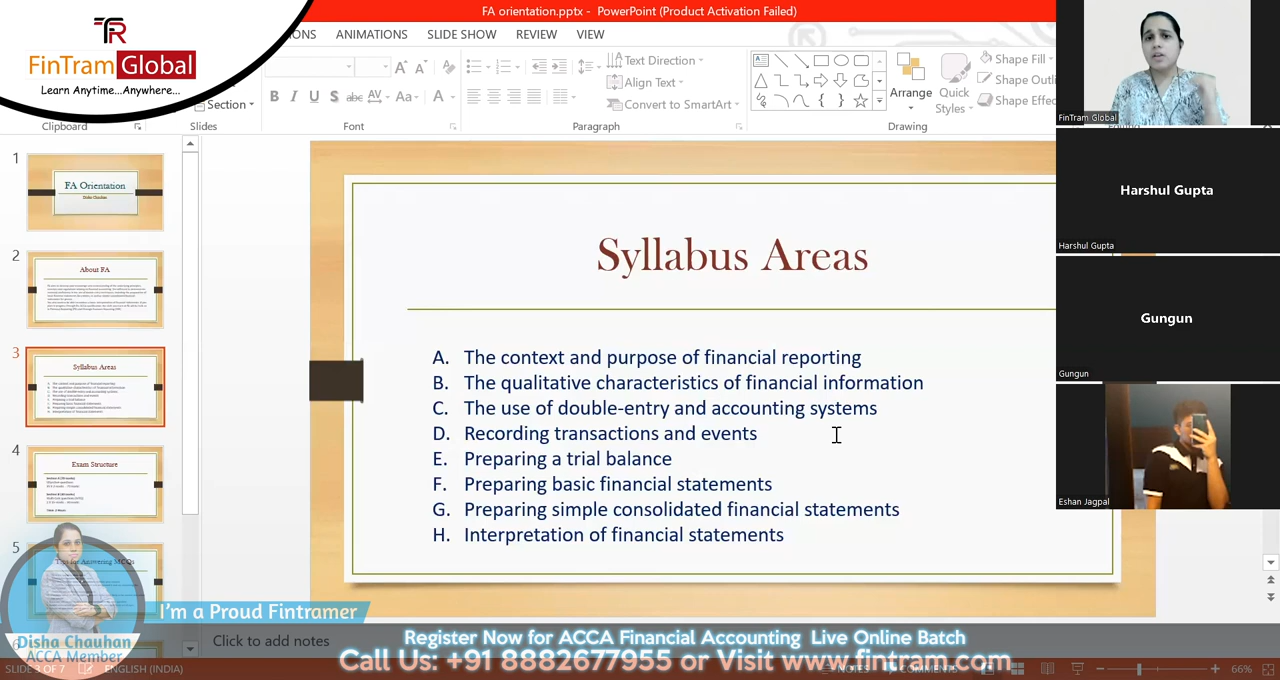 FA orientation.pptx - PowerPoint (Product Activation Failed)
TR
FinTram Global
Learn Anytime...Anywhere...
ANIMATIONS SLIDE SHOW REVIEW VIEW
Text Direction
Align Text
Convert to SmartArt
Section
B I U S abc AV Aa A
Arrange
Quick Styles
Shape Fill
Clipboard
Slides
Font
Paragraph
Drawing
1
FA Orientation
Disha Chauhan
2
About FA
3
Syllabus Areas
4
Exam Structure
5
Syllabus Areas
A. The context and purpose of financial reporting
B. The qualitative characteristics of financial information
C. The use of double-entry and accounting systems
D. Recording transactions and events
E. Preparing a trial balance
F. Preparing basic financial statements
G. Preparing simple consolidated financial statements
H. Interpretation of financial statements
FinTram Global
Harshul Gupta
Harshul Gupta
Gungun
Gungun
Eshan Jagpal
I'm a Proud Fintramer
Disha Chauhan
ACCA Member
Click to add notes
Register Now for ACCA Financial Accounting Live Online Batch
Call Us: +91 8882677955 or Visit www.fintram.com
SLIDE 3 OF 7
ENGLISH (INDIA)
NOTES
COMMENTS
66%